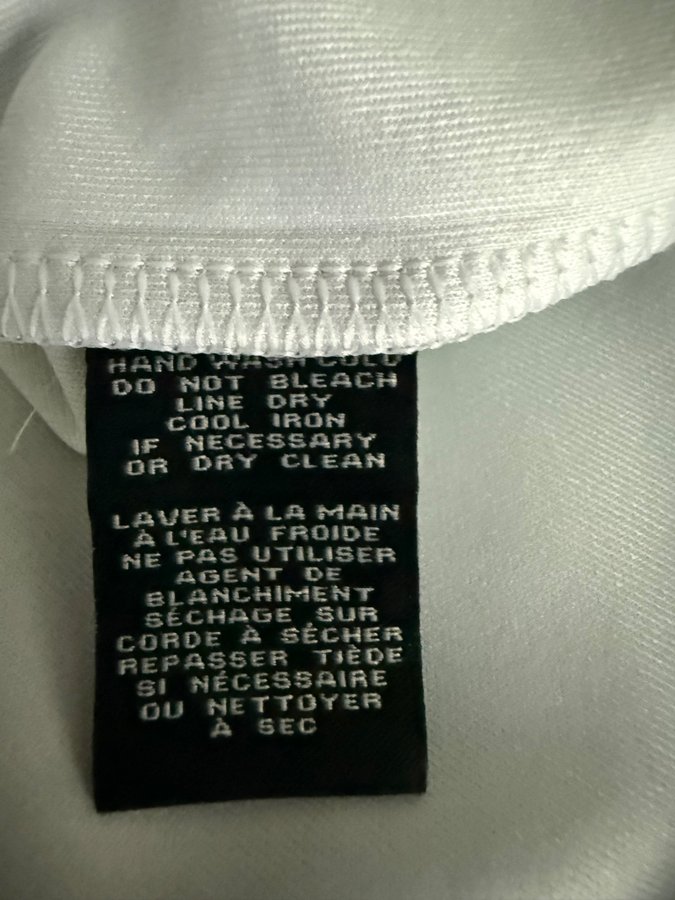 HAND WASH COLD
DO NOT BLEACH
LINE DRY
COOL IRON
IF NECESSARY
OR DRY CLEAN
LAVER À LA MAIN
À L'EAU FROIDE
NE PAS UTILISER
AGENT DE
BLANCHIMENT
SÉCHAGE SUR
CORDE À SÉCHER
REPASSER TIÈDE
SI NÉCESSAIRE
OU NETTOYER
À SEC